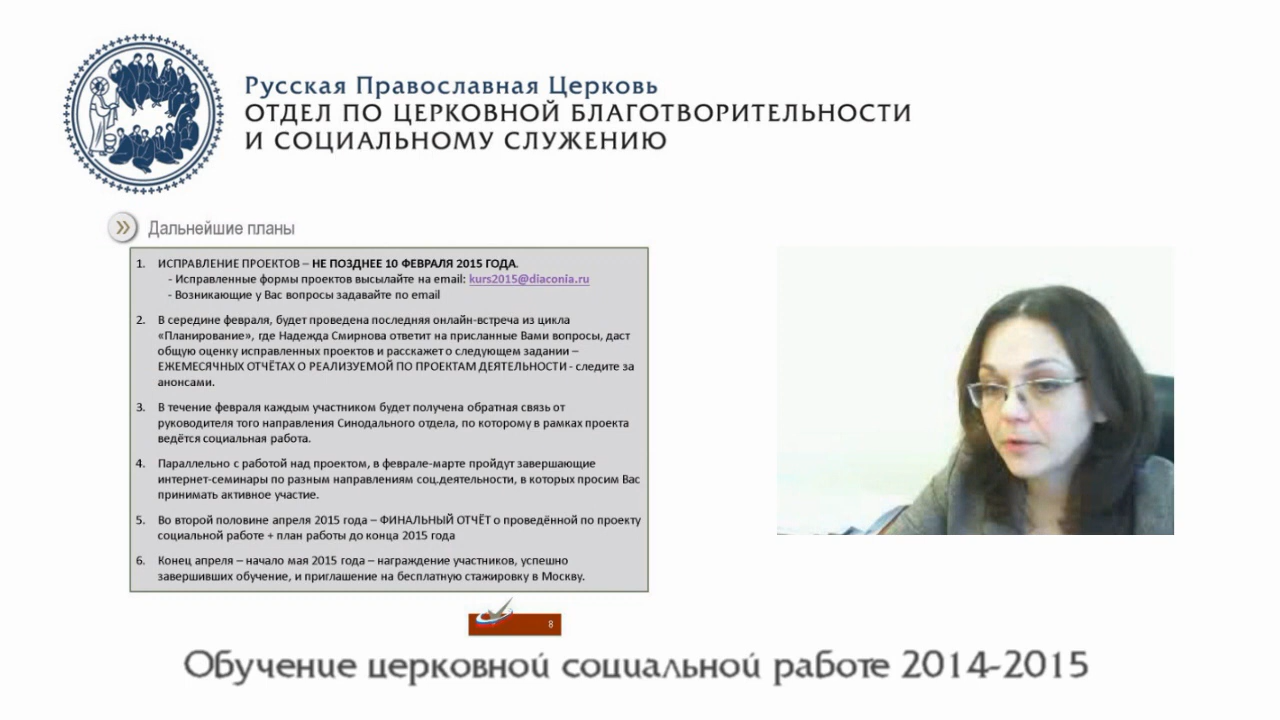 Русская Православная Церковь
ОТДЕЛ ПО ЦЕРКОВНОЙ БЛАГОТВОРИТЕЛЬНОСТИ
И СОЦИАЛЬНОМУ СЛУЖЕНИЮ
Дальнейшие планы
1. ИСПРАВЛЕНИЕ ПРОЕКТОВ – НЕ ПОЗДНЕЕ 10 ФЕВРАЛЯ 2015 ГОДА.
- Исправленные формы проектов высылайте на email: kurs2015@diaconia.ru
- Возникающие у Вас вопросы задавайте по email
2. В середине февраля, будет проведена последняя онлайн-встреча из цикла
«Планирование», где Надежда Смирнова ответит на присланные Вами вопросы, даст
общую оценку исправленных проектов и расскажет о следующем задании –
ЕЖЕМЕСЯЧНЫХ ОТЧЁТАХ О РЕАЛИЗУЕМОЙ ПО ПРОЕКТАМ ДЕЯТЕЛЬНОСТИ - следите за
анонсами.
3. В течение февраля каждым участником будет получена обратная связь от
руководителя того направления Синодального отдела, по которому в рамках проекта
ведётся социальная работа.
4. Параллельно с работой над проектом, в феврале-марте пройдут завершающие
интернет-семинары по разным направлениям соц.деятельности, в которых просим Вас
принимать активное участие.
5. Во второй половине апреля 2015 года – ФИНАЛЬНЫЙ ОТЧЁТ о проведённой по проекту
социальной работе + план работы до конца 2015 года
6. Конец апреля – начало мая 2015 года – награждение участников, успешно
завершивших обучение, и приглашение на бесплатную стажировку в Москву.
8
Обучение церковной социальной работе 2014-2015